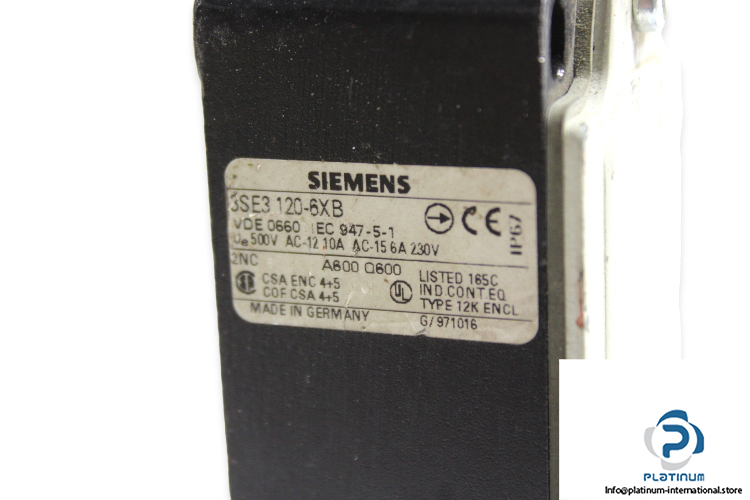 SIEMENS
3SE3 120-6XB
VDE 0660 IEC 947-5-1
Ue 500V AC-12 10A AC-15 6A 230V
CE
IP67
2NC
A600 Q600
CSA ENC 4+5
COF CSA 4+5
UL
LISTED 165C
IND CONT EQ
TYPE 12K ENCL
MADE IN GERMANY
G/971016
PLATINUM
Info@platinum-international.store